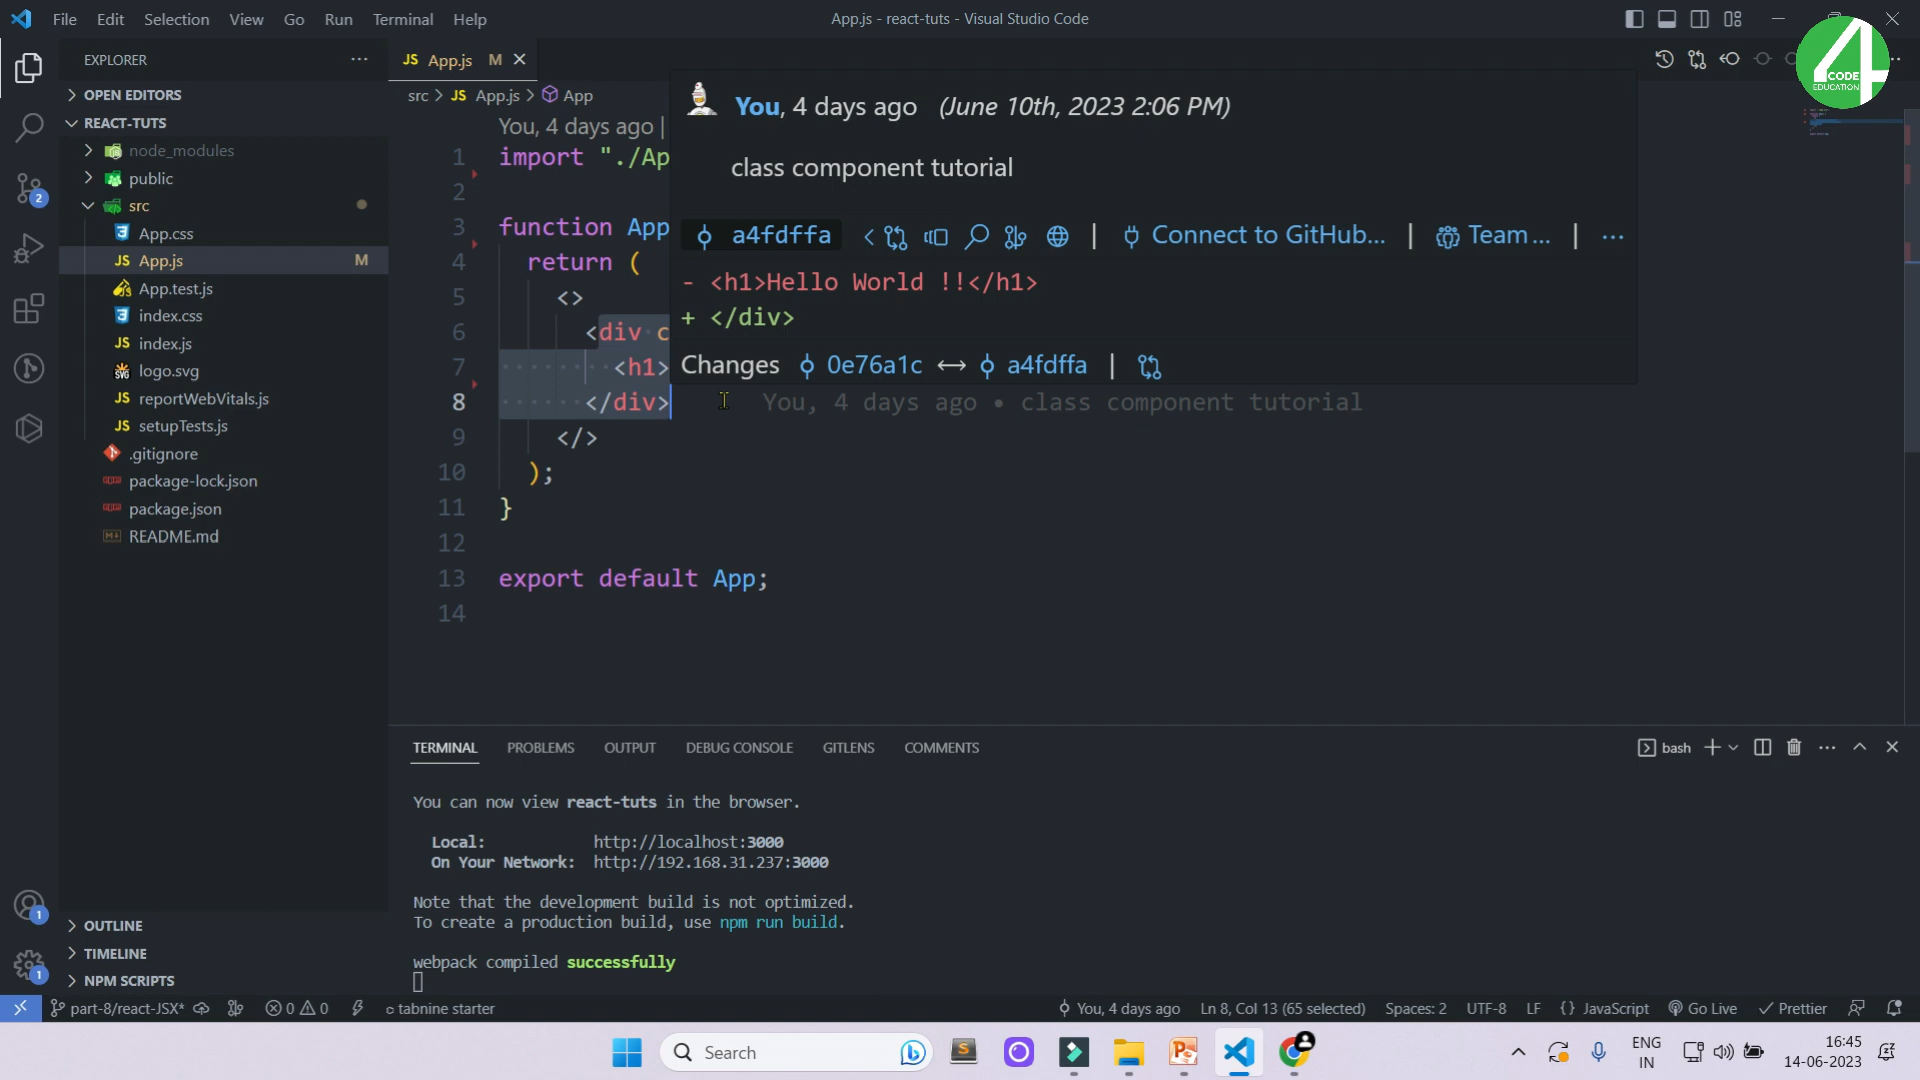 File Edit Selection View Go Run Terminal Help
App.js - react-tuts - Visual Studio Code
4
CODE
EDUCATION
EXPLORER
OPEN EDITORS
REACT-TUTS
node_modules
public
src
App.css
JS App.js M
App.test.js
index.css
JS index.js
logo.svg
JS reportWebVitals.js
JS setupTests.js
.gitignore
package-lock.json
package.json
README.md
OUTLINE
TIMELINE
NPM SCRIPTS
2
1
1
JS App.js M
src > JS App.js > App
You, 4 days ago |
1 import "./Ap
2
3 function App
4 return (
5 <>
6 <div c
7 <h1>
8 </div> You, 4 days ago • class component tutorial
9 </>
10 );
11 }
12
13 export default App;
14
You, 4 days ago (June 10th, 2023 2:06 PM)
class component tutorial
a4fdffa | Connect to GitHub... | Team... | ...
- <h1>Hello World !!</h1>
+ </div>
Changes 0e76a1c ↔ a4fdffa |
TERMINAL PROBLEMS OUTPUT DEBUG CONSOLE GITLENS COMMENTS
bash
You can now view react-tuts in the browser.
Local: http://localhost:3000
On Your Network: http://192.168.31.237:3000
Note that the development build is not optimized.
To create a production build, use npm run build.
webpack compiled successfully
part-8/react-JSX* 0 0 tabnine starter
You, 4 days ago Ln 8, Col 13 (65 selected) Spaces: 2 UTF-8 LF {} JavaScript Go Live Prettier
Search
ENG
IN
16:45
14-06-2023